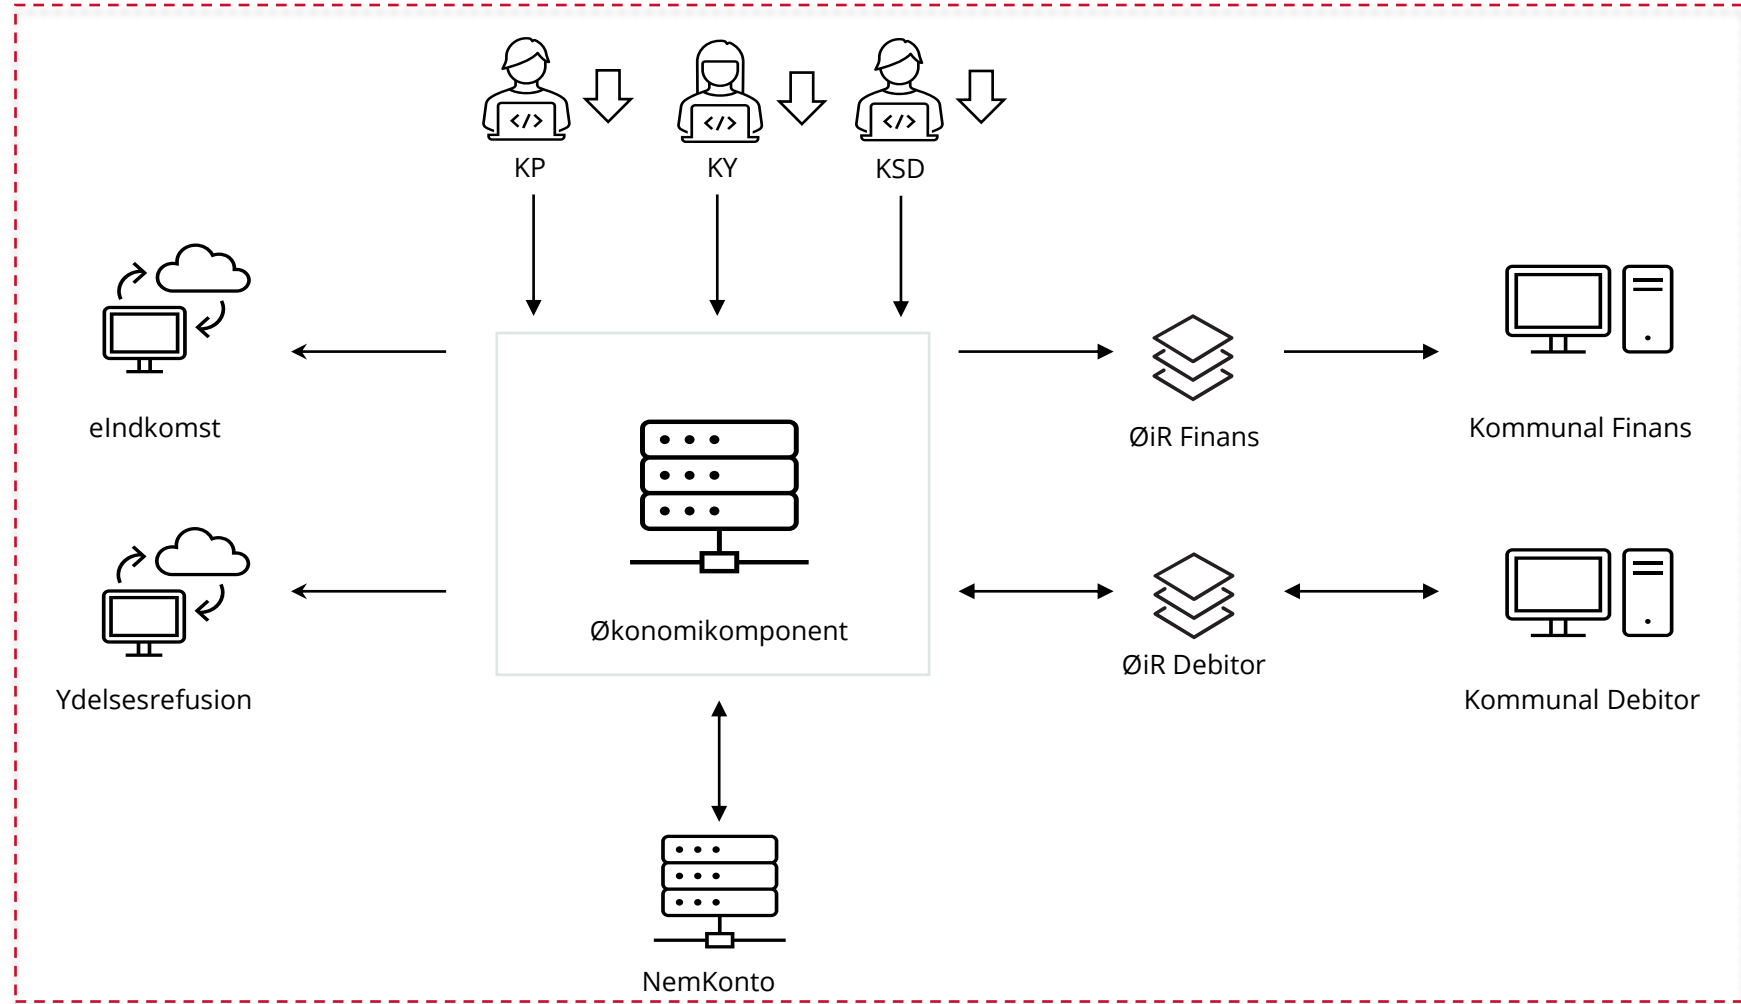 </>
</>
</>
KP
KY
KSD
eIndkomst
ØiR Finans
Kommunal Finans
Økonomikomponent
ØiR Debitor
Ydelsesrefusion
Kommunal Debitor
NemKonto